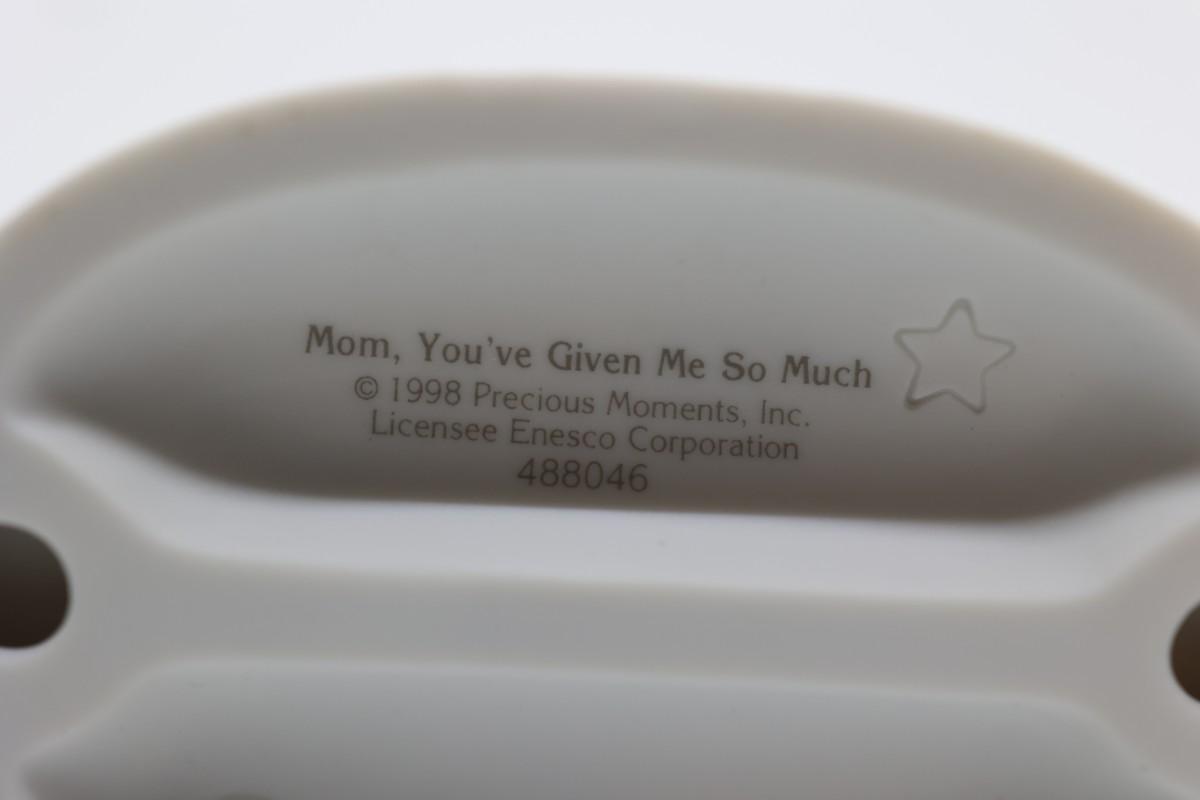 Mom, You've Given Me So Much
© 1998 Precious Moments, Inc.
Licensee Enesco Corporation
488046